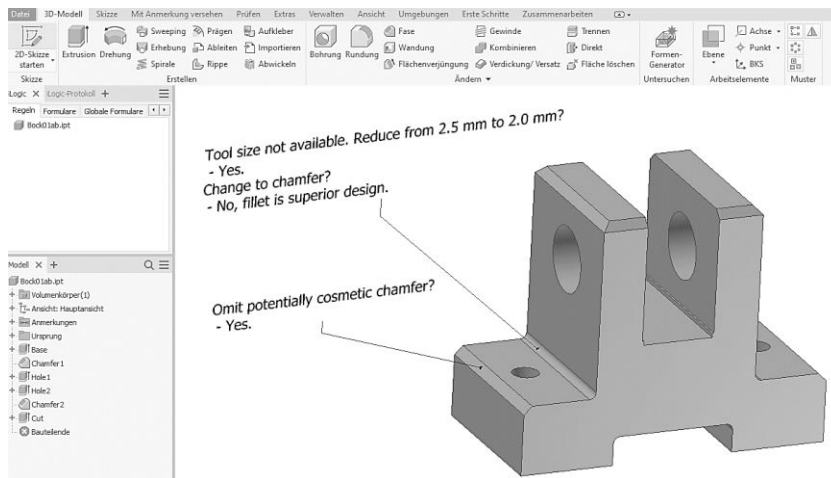 Datei 3D-Modell Skizze Mit Anmerkung versehen Prüfen Extras Verwalten Ansicht Umgebungen Erste Schritte Zusammenarbeiten
2D-Skizze starten
Skizze
Extrusion
Drehung
Sweeping
Erhebung
Spirale
Prägen
Ableiten
Rippe
Aufkleber
Importieren
Abwickeln
Erstellen
Bohrung
Rundung
Fase
Wandung
Flächenverjüngung
Gewinde
Kombinieren
Verdickung/ Versatz
Trennen
Direkt
Fläche löschen
Ändern
Formen-Generator
Untersuchen
Ebene
Achse
Punkt
BKS
Arbeitselemente
Muster
iLogic × iLogic-Protokoll +
Regeln Formulare Globale Formulare
Bock01ab.ipt
Modell × +
Bock01ab.ipt
Volumenkörper(1)
Ansicht: Hauptansicht
Anmerkungen
Ursprung
Base
Chamfer1
Hole1
Hole2
Chamfer2
Cut
Bauteilende
Tool size not available. Reduce from 2.5 mm to 2.0 mm?
- Yes.
Change to chamfer?
- No, fillet is superior design.
Omit potentially cosmetic chamfer?
- Yes.